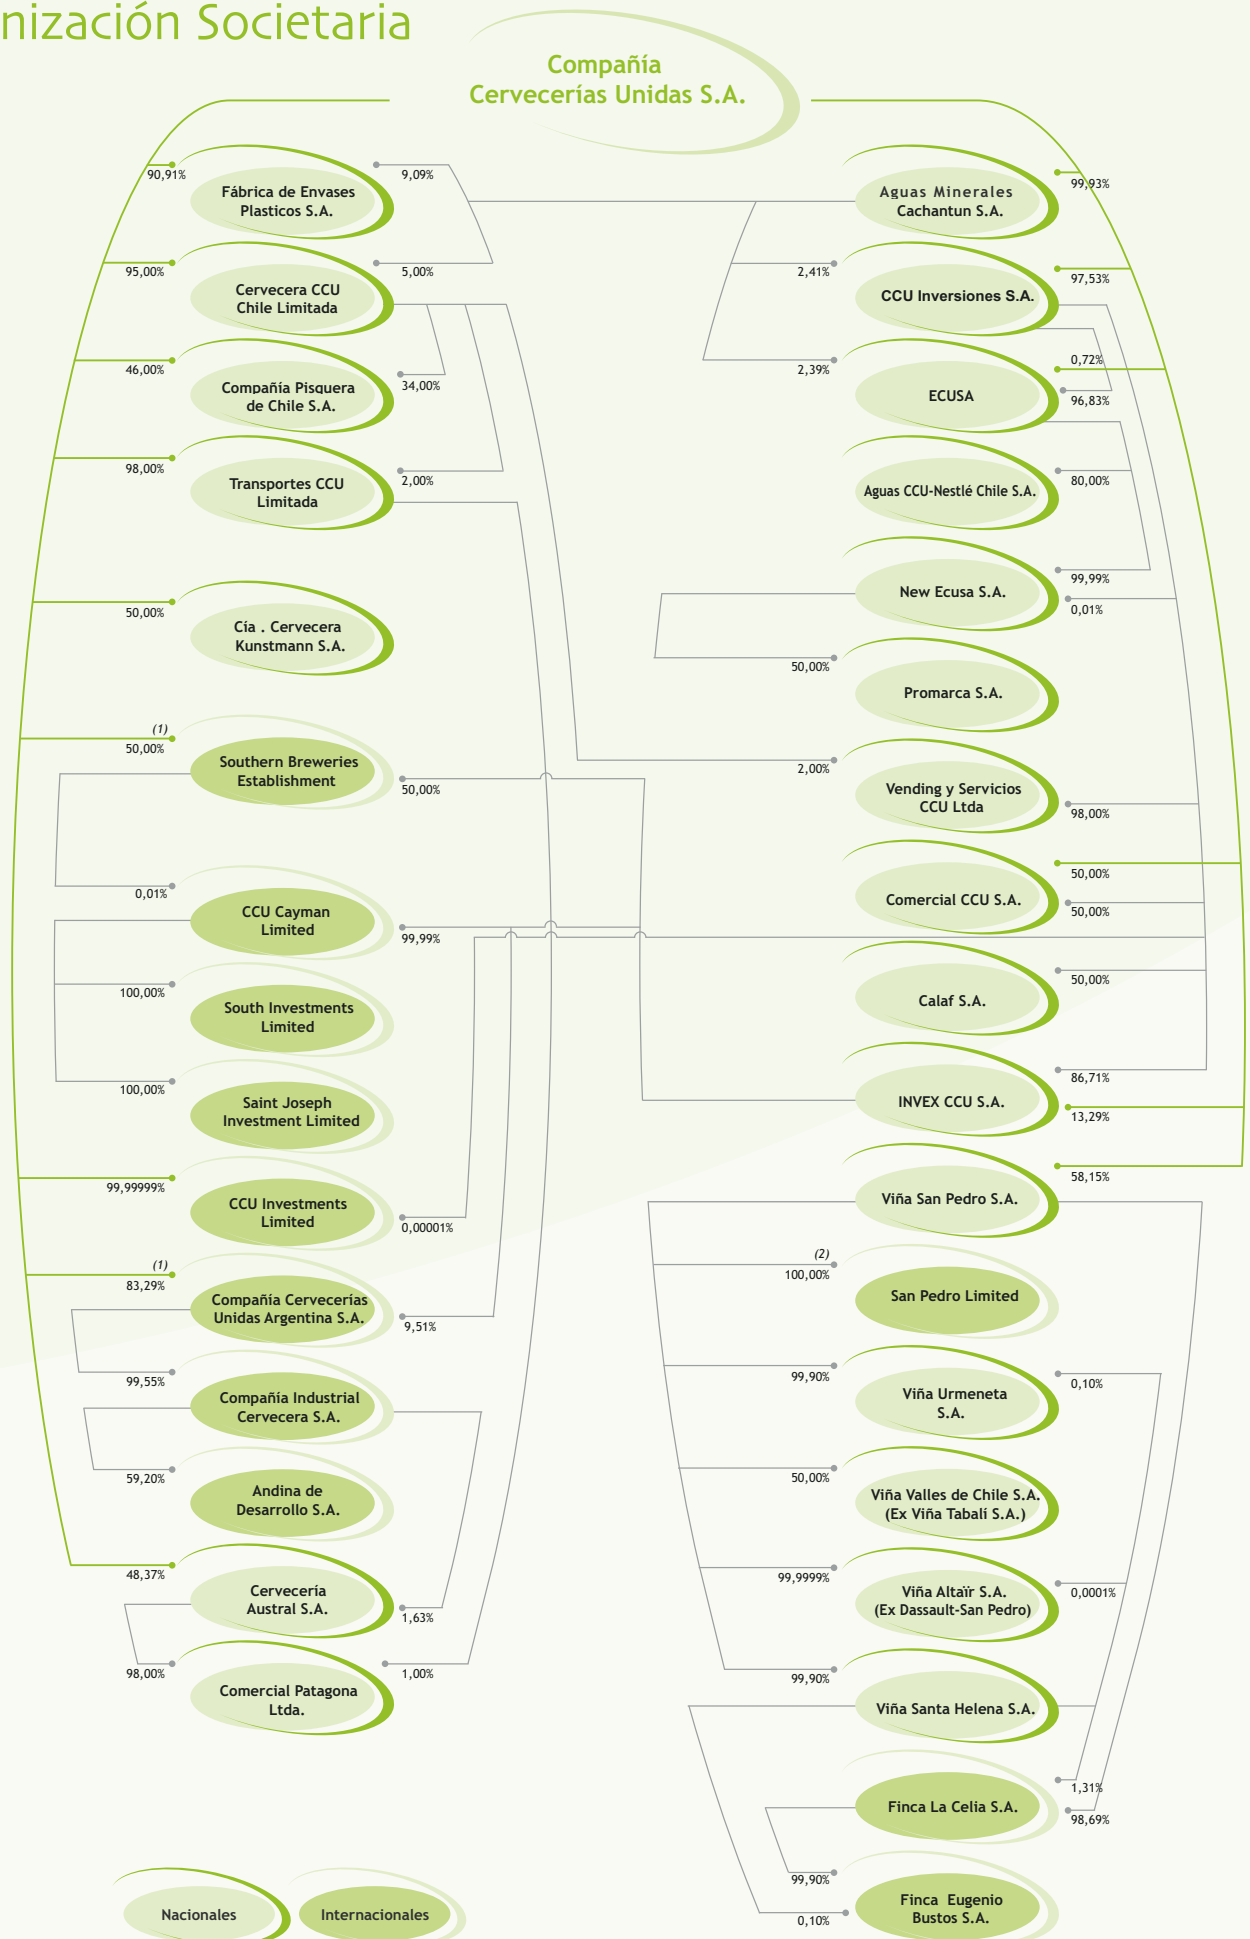 nización Societaria
Compañía
Cervecerías Unidas S.A.
90,91%
9,09%
Fábrica de Envases
Plasticos S.A.
95,00%
5,00%
Cervecera CCU
Chile Limitada
46,00%
34,00%
Compañía Pisquera
de Chile S.A.
98,00%
2,00%
Transportes CCU
Limitada
50,00%
Cía . Cervecera
Kunstmann S.A.
(1)
50,00%
Southern Breweries
Establishment
50,00%
0,01%
CCU Cayman
Limited
99,99%
100,00%
South Investments
Limited
100,00%
Saint Joseph
Investment Limited
99,99999%
CCU Investments
Limited
0,00001%
(1)
83,29%
Compañía Cervecerías
Unidas Argentina S.A.
9,51%
99,55%
Compañía Industrial
Cervecera S.A.
59,20%
Andina de
Desarrollo S.A.
48,37%
Cervecería
Austral S.A.
1,63%
98,00%
1,00%
Comercial Patagona
Ltda.
Nacionales
Internacionales
99,93%
Aguas Minerales
Cachantun S.A.
2,41%
97,53%
CCU Inversiones S.A.
2,39%
0,72%
96,83%
ECUSA
80,00%
Aguas CCU-Nestlé Chile S.A.
99,99%
0,01%
New Ecusa S.A.
50,00%
Promarca S.A.
2,00%
Vending y Servicios
CCU Ltda
98,00%
50,00%
Comercial CCU S.A.
50,00%
50,00%
Calaf S.A.
86,71%
INVEX CCU S.A.
13,29%
58,15%
Viña San Pedro S.A.
(2)
100,00%
San Pedro Limited
99,90%
0,10%
Viña Urmeneta
S.A.
50,00%
Viña Valles de Chile S.A.
(Ex Viña Tabalí S.A.)
99,9999%
0,0001%
Viña Altaïr S.A.
(Ex Dassault-San Pedro)
99,90%
Viña Santa Helena S.A.
1,31%
Finca La Celia S.A.
98,69%
99,90%
Finca Eugenio
Bustos S.A.
0,10%